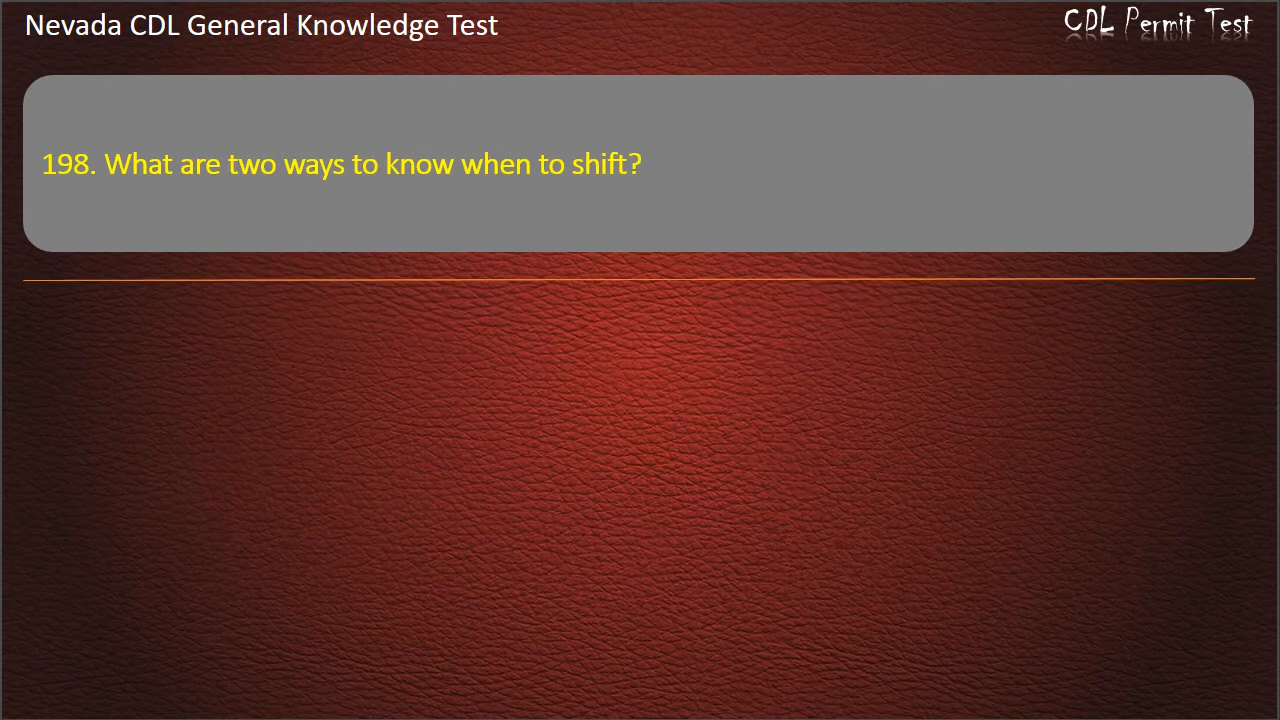 Nevada CDL General Knowledge Test
CDL Permit Test
198. What are two ways to know when to shift?